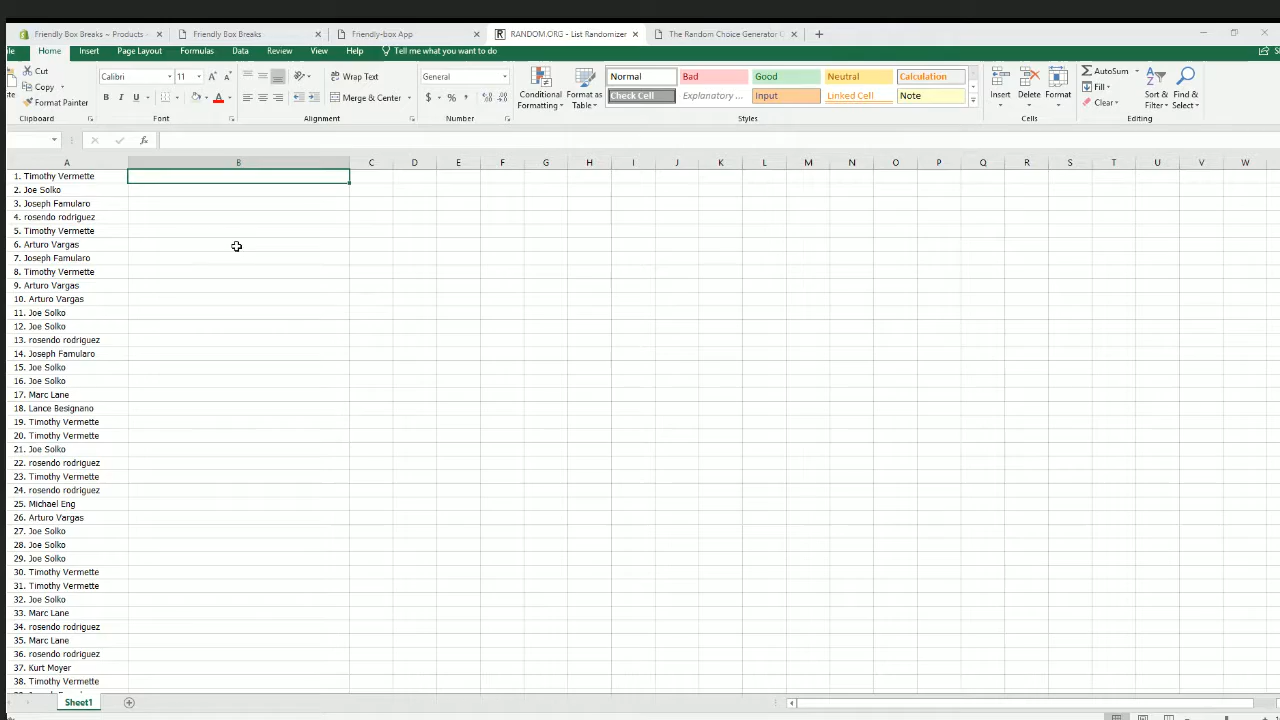 Friendly Box Breaks ~ Products
Friendly Box Breaks
Friendly-box App
RANDOM.ORG - List Randomizer
The Random Choice Generator
Home Insert Page Layout Formulas Data Review View Help Tell me what you want to do
Cut
Copy
Format Painter
Clipboard
Calibri 11
B I U
Font
Wrap Text
Merge & Center
Alignment
General
$ % ,
Number
Conditional Formatting
Format as Table
Normal Bad Good Neutral Calculation
Check Cell Explanatory ... Input Linked Cell Note
Styles
Insert Delete Format
Cells
AutoSum
Fill
Clear
Sort & Filter
Find & Select
Editing
A B C D E F G H I J K L M N O P Q R S T U V W
1. Timothy Vermette
2. Joe Solko
3. Joseph Famularo
4. rosendo rodriguez
5. Timothy Vermette
6. Arturo Vargas
7. Joseph Famularo
8. Timothy Vermette
9. Arturo Vargas
10. Arturo Vargas
11. Joe Solko
12. Joe Solko
13. rosendo rodriguez
14. Joseph Famularo
15. Joe Solko
16. Joe Solko
17. Marc Lane
18. Lance Besignano
19. Timothy Vermette
20. Timothy Vermette
21. Joe Solko
22. rosendo rodriguez
23. Timothy Vermette
24. rosendo rodriguez
25. Michael Eng
26. Arturo Vargas
27. Joe Solko
28. Joe Solko
29. Joe Solko
30. Timothy Vermette
31. Timothy Vermette
32. Joe Solko
33. Marc Lane
34. rosendo rodriguez
35. Marc Lane
36. rosendo rodriguez
37. Kurt Moyer
38. Timothy Vermette
Sheet1